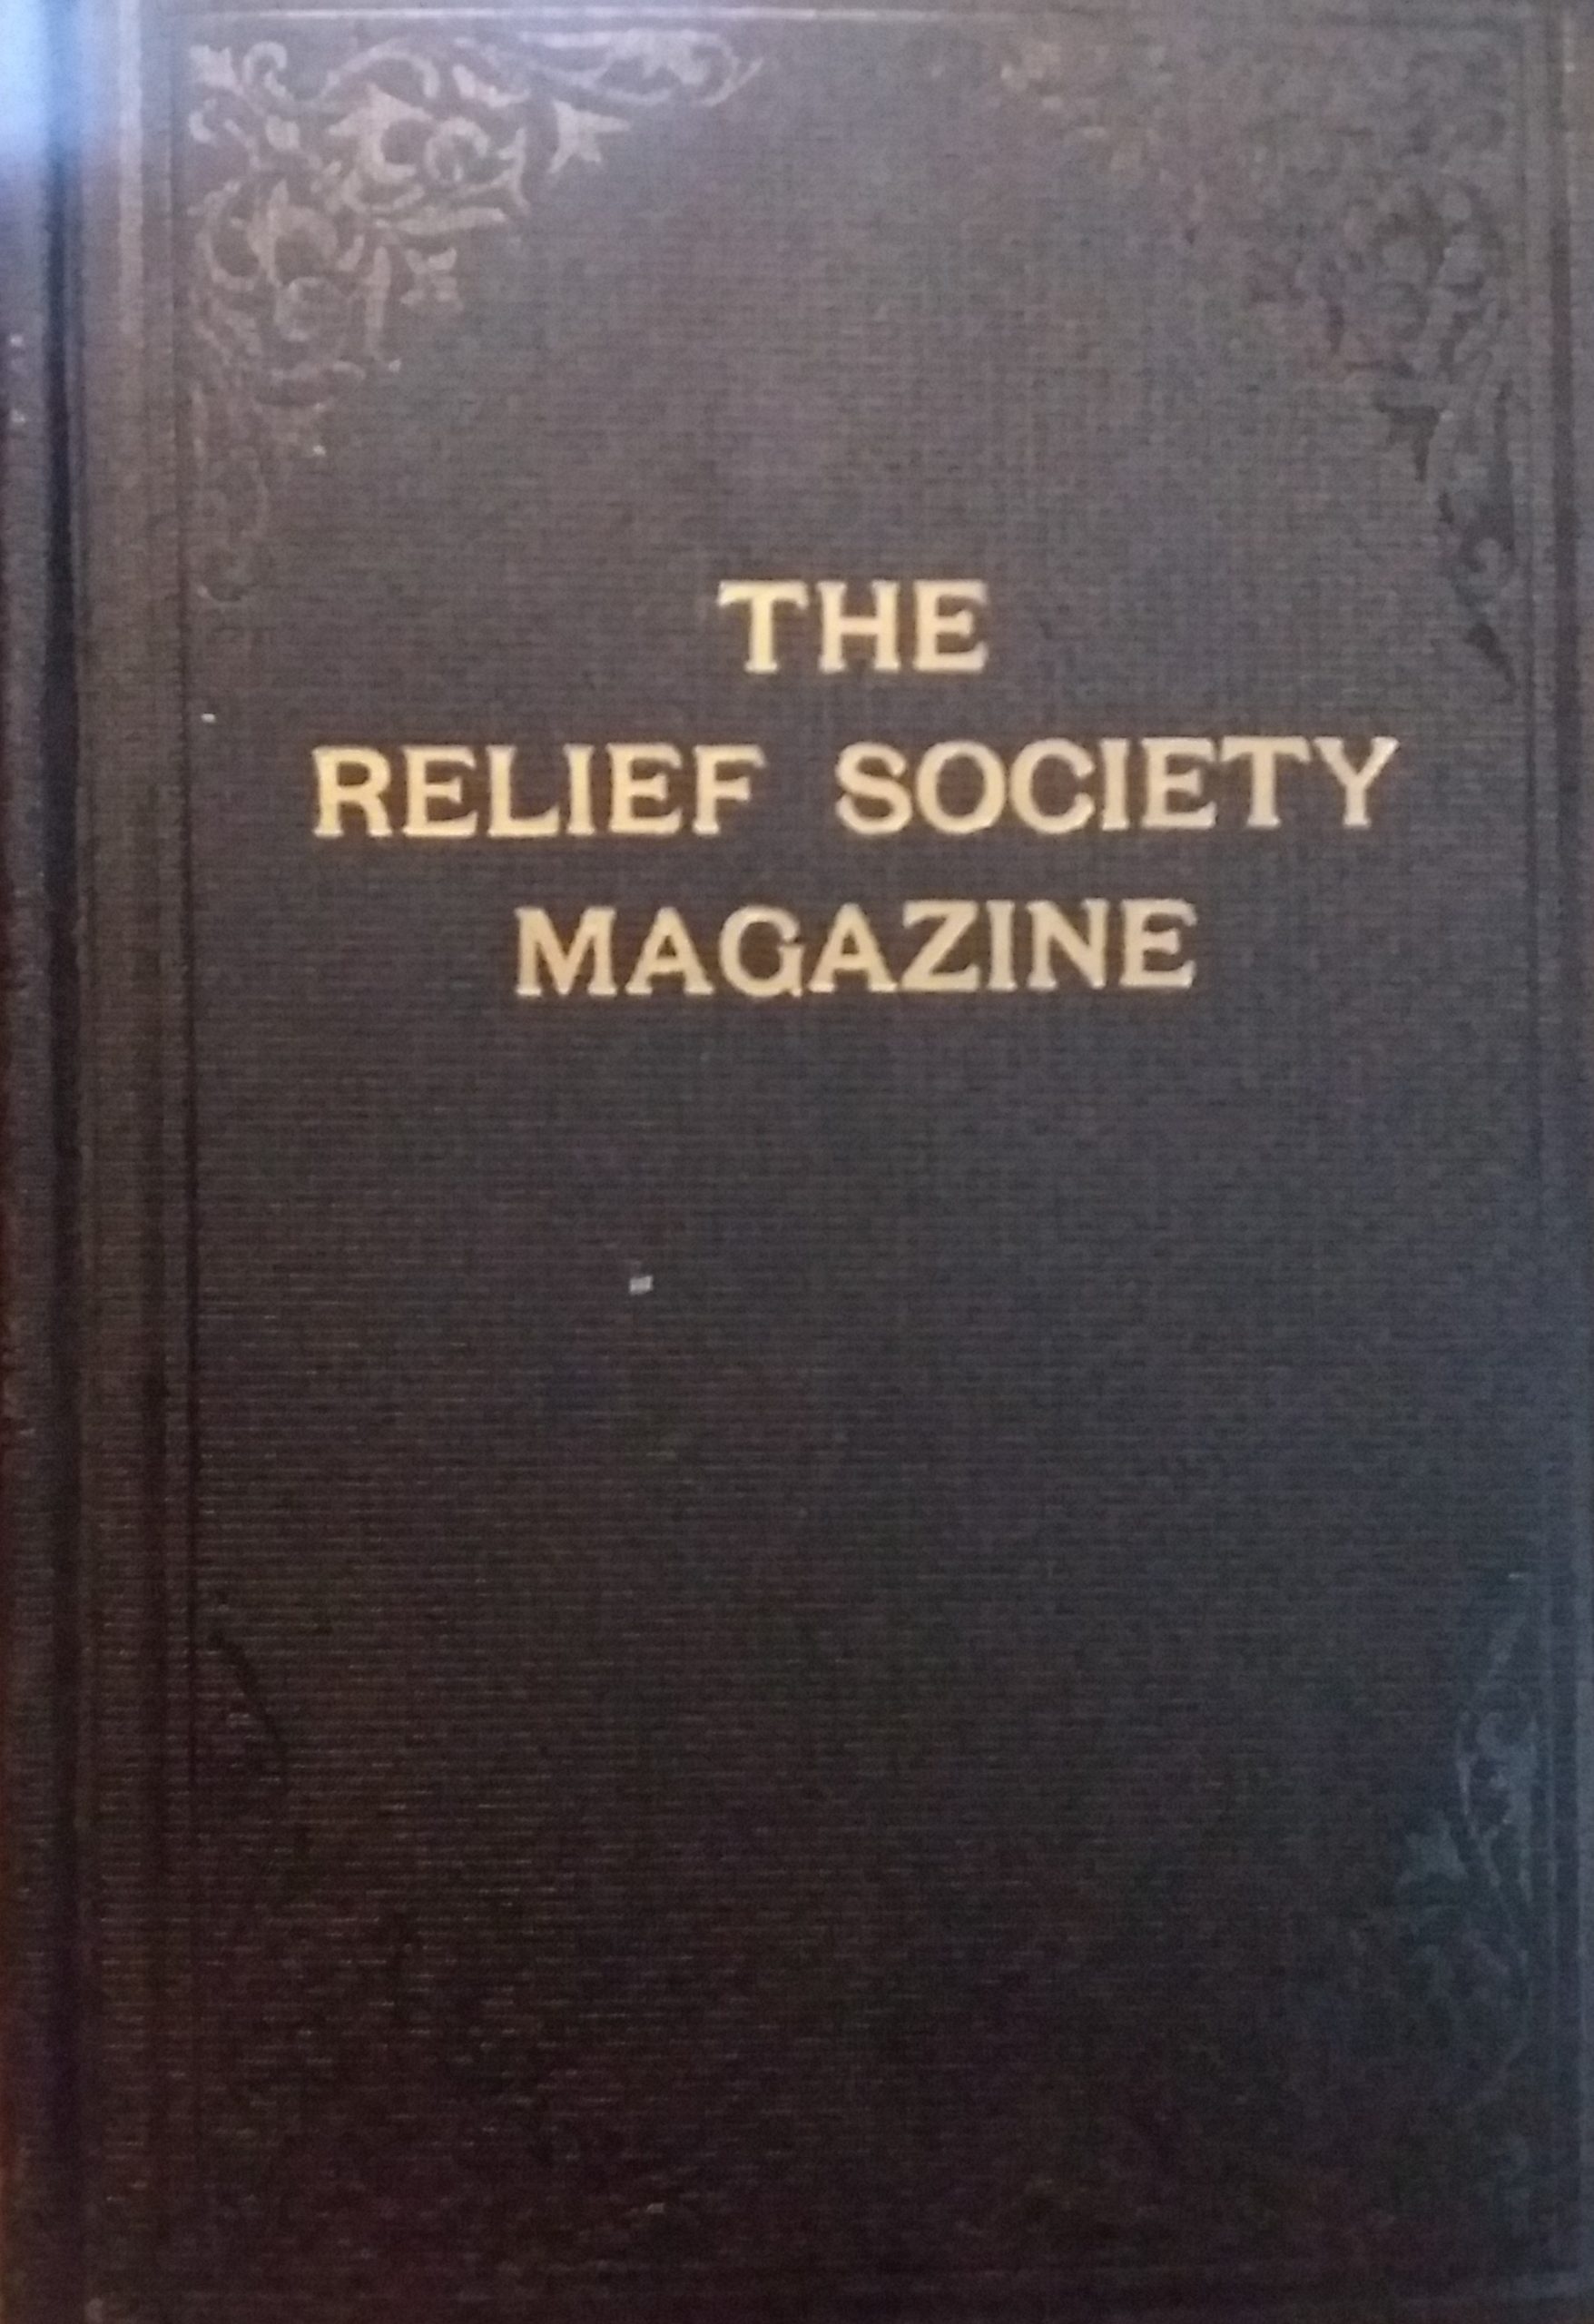 THE
RELIEF SOCIETY
MAGAZINE